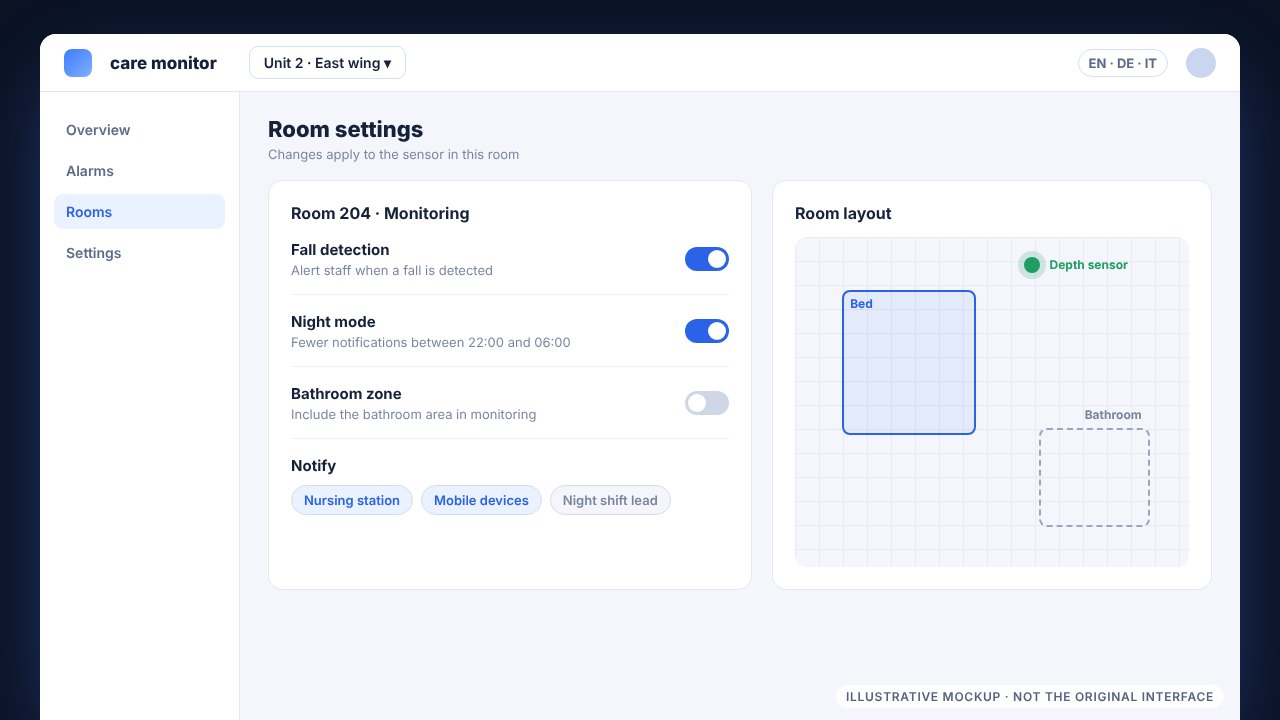 care monitor
Unit 2 · East wing ▾
EN · DE · IT
Overview
Alarms
Rooms
Settings
Room settings
Changes apply to the sensor in this room
Room 204 · Monitoring
Fall detection
Alert staff when a fall is detected
Night mode
Fewer notifications between 22:00 and 06:00
Bathroom zone
Include the bathroom area in monitoring
Notify
Nursing station
Mobile devices
Night shift lead
Room layout
Depth sensor
Bed
Bathroom
ILLUSTRATIVE MOCKUP · NOT THE ORIGINAL INTERFACE